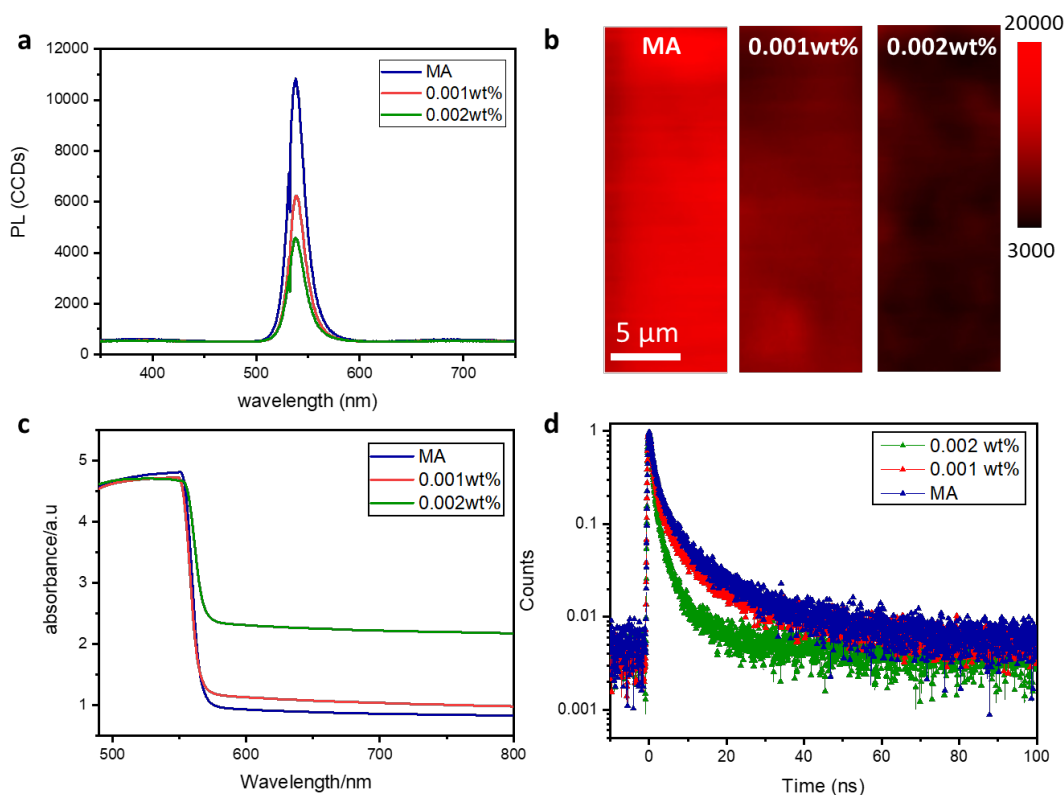 a
12000
10000
8000
6000
4000
2000
0
PL (CCDs)
400 500 600 700
wavelength (nm)
MA
0.001wt%
0.002wt%
b
MA 0.001wt% 0.002wt%
5 μm
20000
3000
c
5
4
3
2
1
absorbance/a.u
500 600 700 800
Wavelength/nm
MA
0.001wt%
0.002wt%
d
1
0.1
0.01
0.001
Counts
0 20 40 60 80 100
Time (ns)
0.002 wt%
0.001 wt%
MA